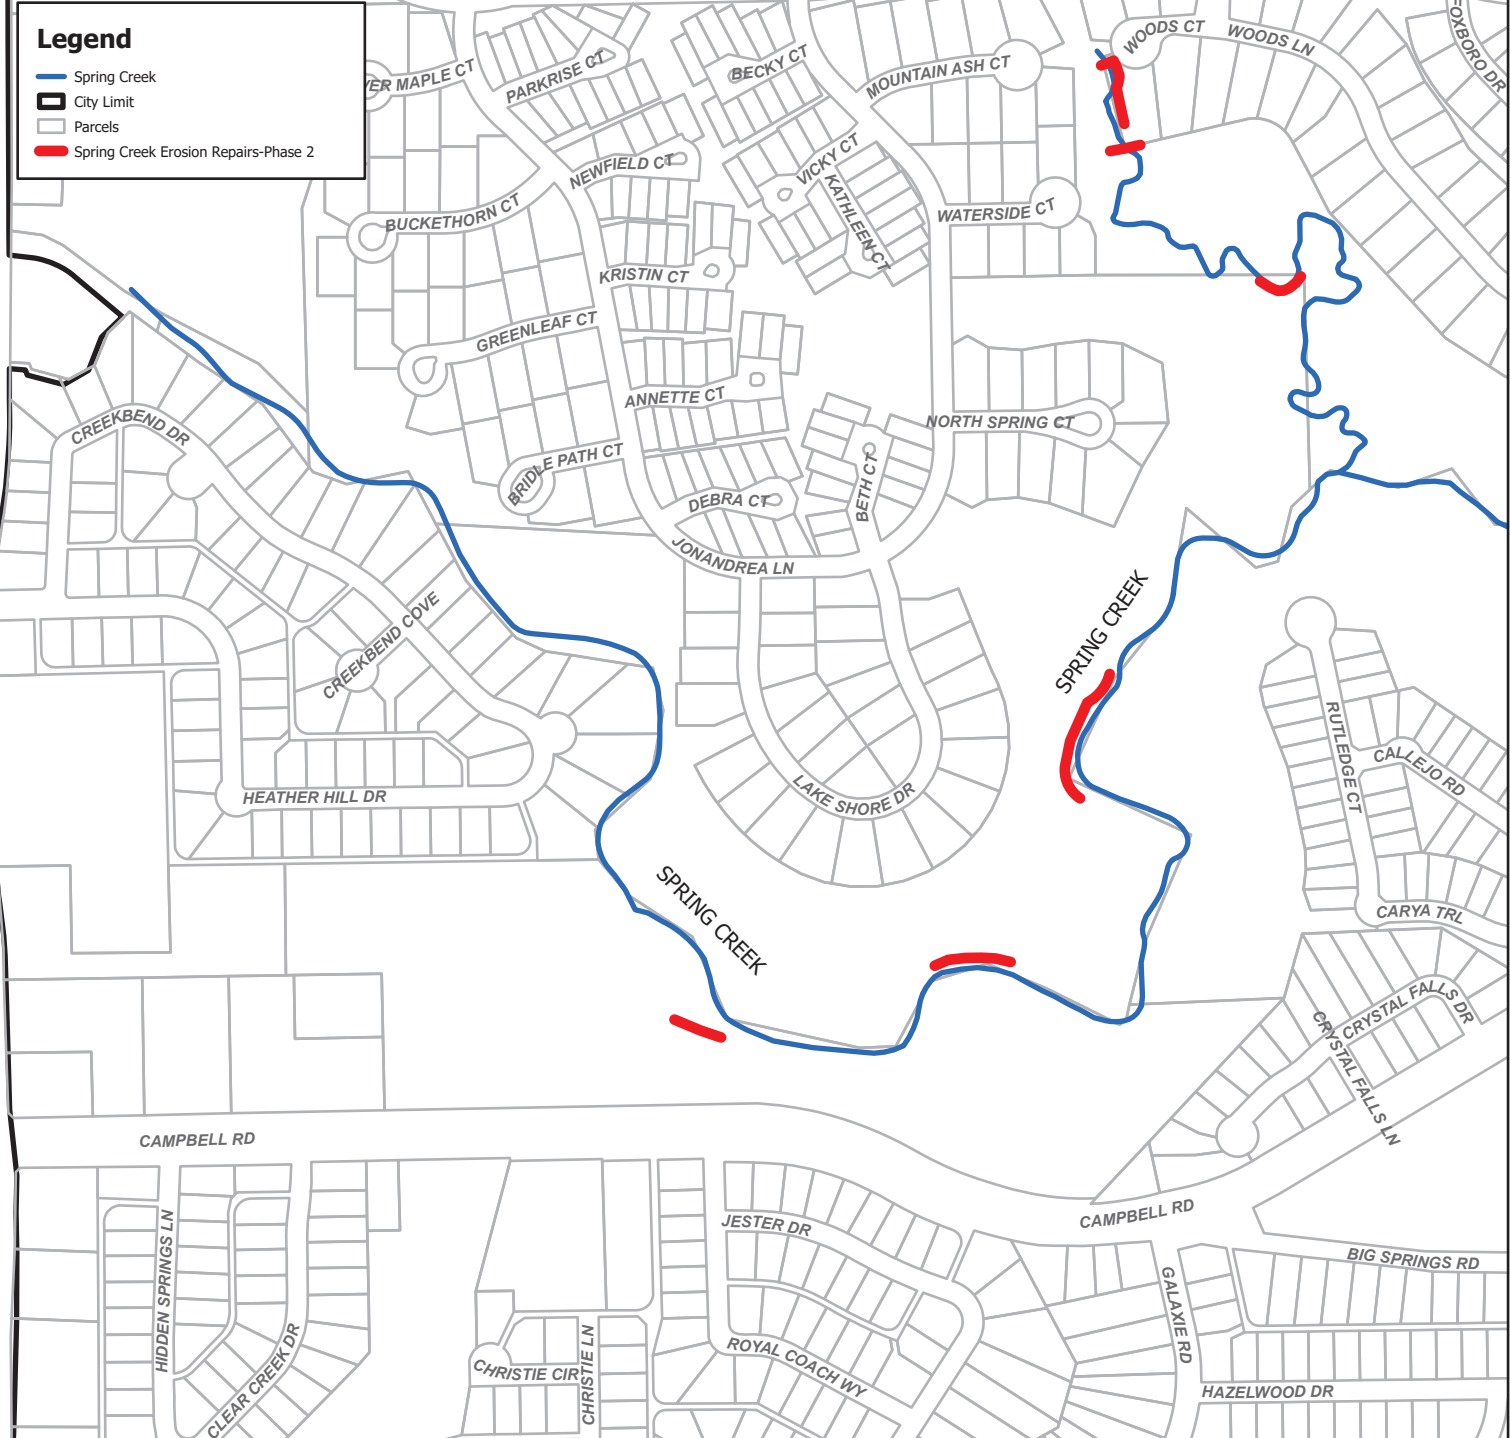 Legend
Spring Creek
City Limit
Parcels
Spring Creek Erosion Repairs-Phase 2
VER MAPLE CT
PARKRISE CT
BECKY CT
MOUNTAIN ASH CT
WOODS CT
WOODS LN
FOXBORO DR
NEWFIELD CT
VICKY CT
KATHLEEN CT
BUCKETHORN CT
WATERSIDE CT
KRISTIN CT
GREENLEAF CT
ANNETTE CT
NORTH SPRING CT
CREEKBEND DR
BRIDLE PATH CT
BETH CT
DEBRA CT
JONANDREA LN
SPRING CREEK
CREEKBEND COVE
RUTLEDGE CT
CALLEJO RD
HEATHER HILL DR
LAKE SHORE DR
SPRING CREEK
CARYA TRL
CRYSTAL FALLS DR
CRYSTAL FALLS LN
CAMPBELL RD
CAMPBELL RD
JESTER DR
HIDDEN SPRINGS LN
BIG SPRINGS RD
GALAXIE RD
CLEAR CREEK DR
CHRISTIE LN
CHRISTIE CIR
ROYAL COACH WY
HAZELWOOD DR